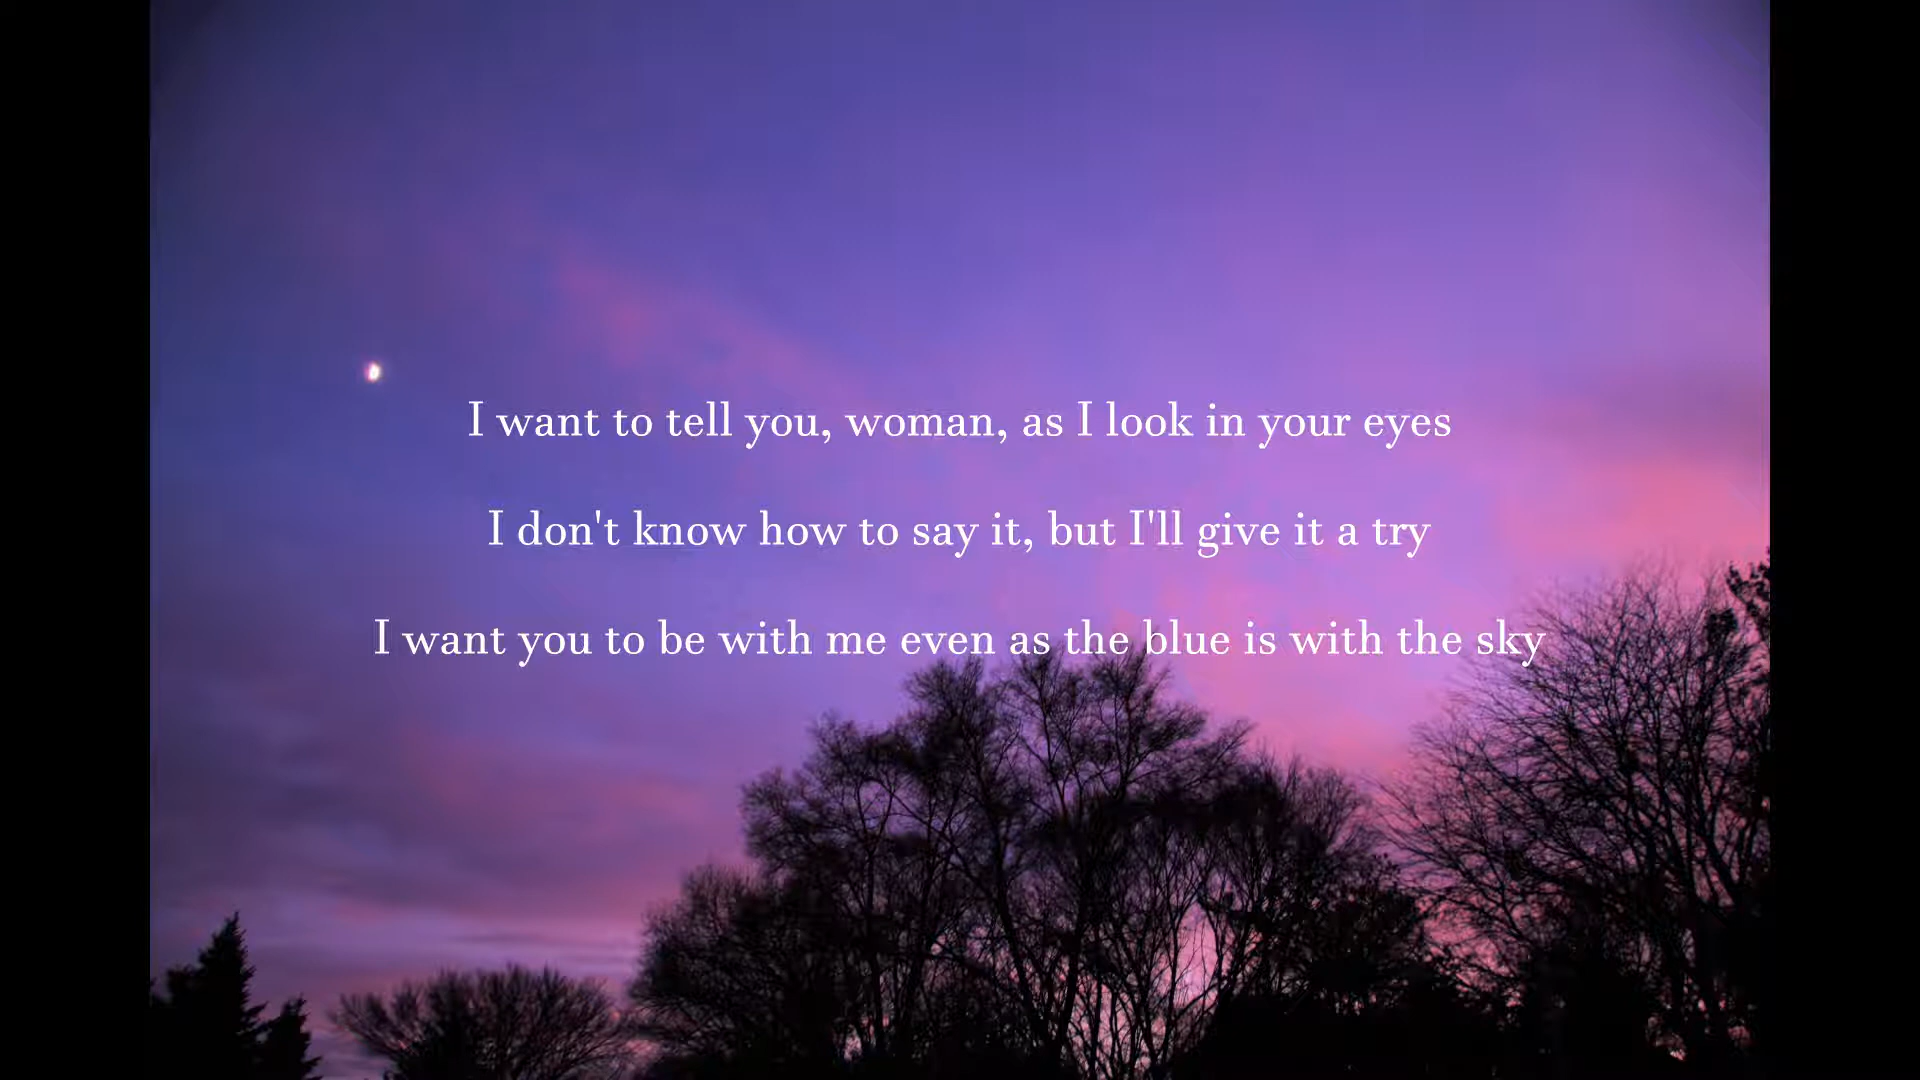 I want to tell you, woman, as I look in your eyes
I don't know how to say it, but I'll give it a try
I want you to be with me even as the blue is with the sky